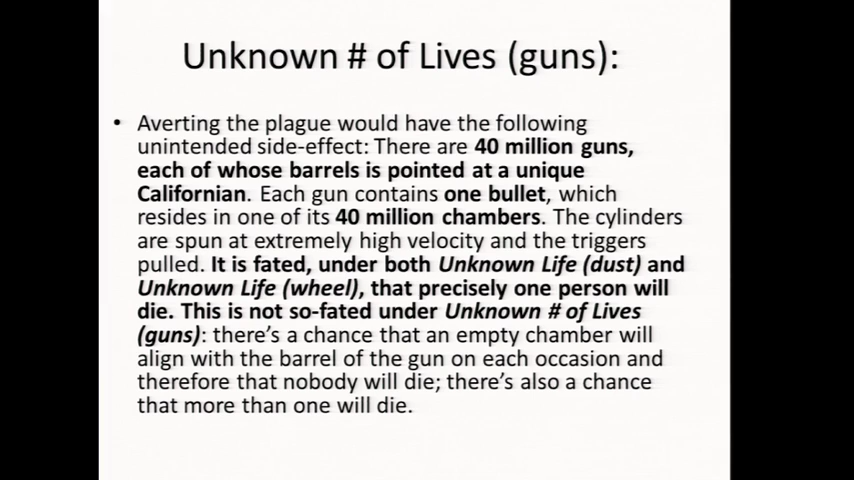 Unknown # of Lives (guns):
• Averting the plague would have the following
unintended side-effect: There are 40 million guns,
each of whose barrels is pointed at a unique
Californian. Each gun contains one bullet, which
resides in one of its 40 million chambers. The cylinders
are spun at extremely high velocity and the triggers
pulled. It is fated, under both Unknown Life (dust) and
Unknown Life (wheel), that precisely one person will
die. This is not so-fated under Unknown # of Lives
(guns): there's a chance that an empty chamber will
align with the barrel of the gun on each occasion and
therefore that nobody will die; there's also a chance
that more than one will die.